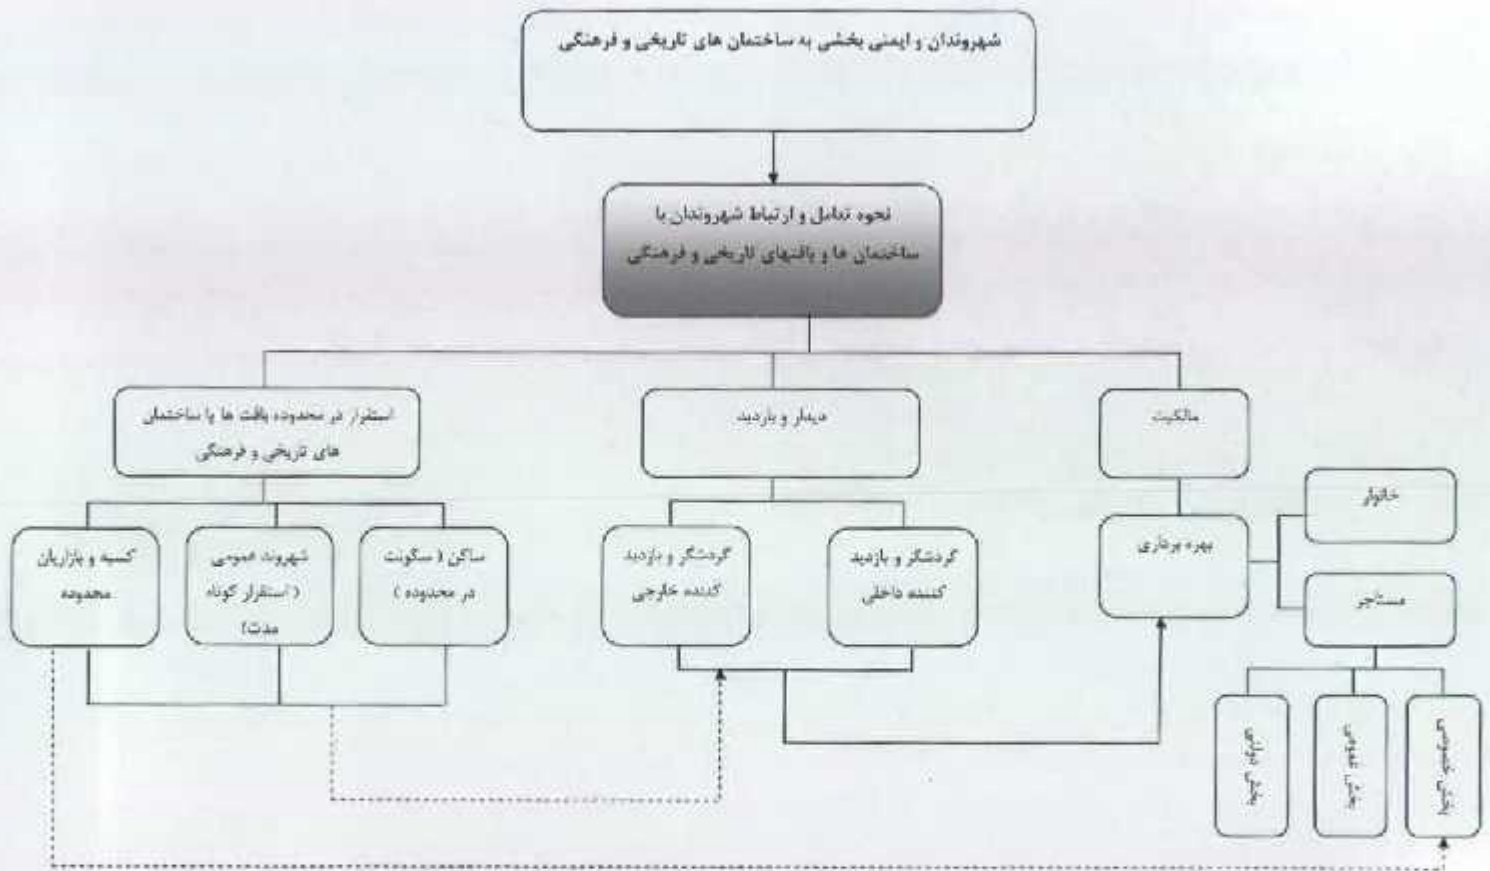 شهروندان و ایمنی بخشی به ساختمان های تاریخی و فرهنگی
نحوه تعامل و ارتباط شهروندان با
ساختمان ها و بافتهای تاریخی و فرهنگی
مالکیت
دیدار و بازدید
استقرار در محدوده بافت ها یا ساختمان
های تاریخی و فرهنگی
خانوار
بهره برداری
گردشگر و بازدید
کننده داخلی
گردشگر و بازدید
کننده خارجی
ساکن ( سکونت
در محدوده )
شهروند عمومی
( استقرار کوتاه
مدت)
کسبه و بازاریان
محدوده
مستاجر
بخش خصوصی
بخش عمومی
بخش دولتی